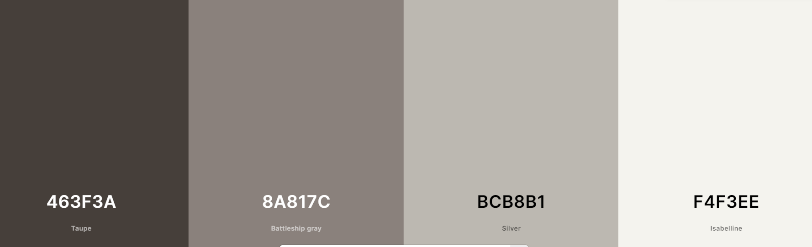 463F3A
Taupe
8A817C
Battleship gray
BCB8B1
Silver
F4F3EE
Isabelline